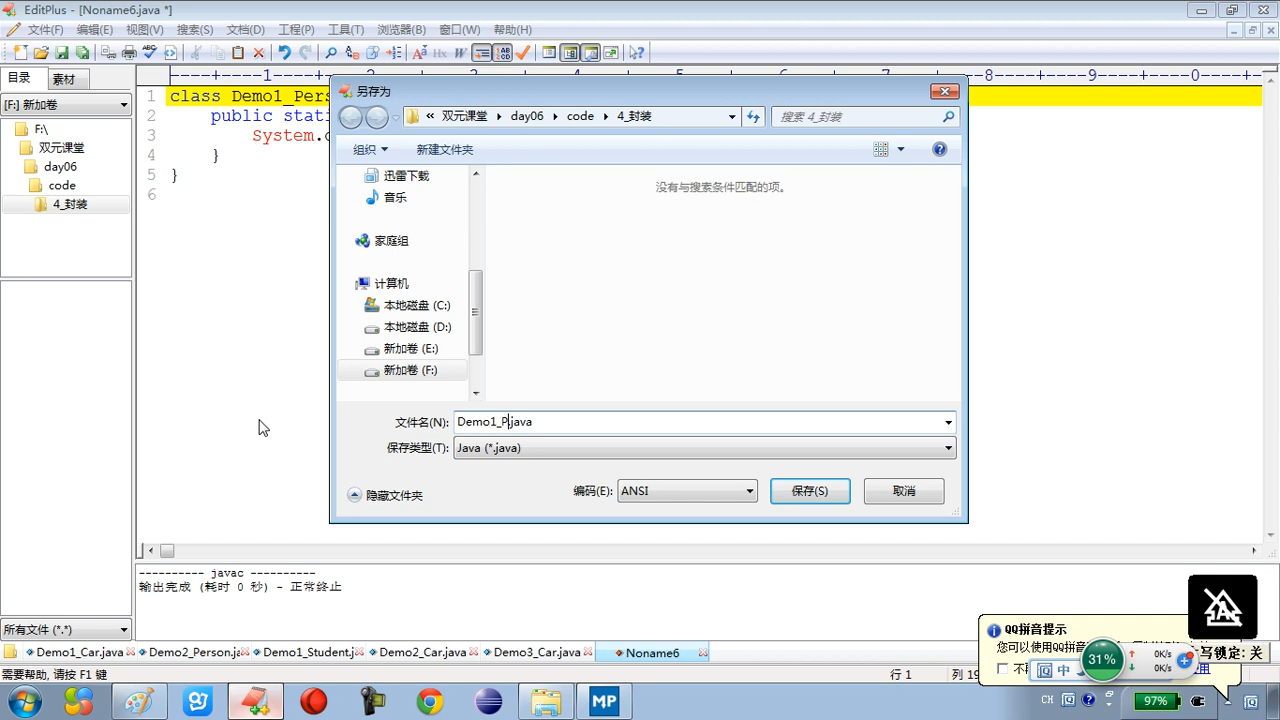 EditPlus - [Noname6.java *]
文件(F) 编辑(E) 视图(V) 搜索(S) 文档(D) 工程(P) 工具(T) 浏览器(B) 窗口(W) 帮助(H)
目录 素材
[F:] 新加卷
F:\
双元课堂
day06
code
4_封装
所有文件 (*.*)
1 class Demo1_Pers
2 public stati
3 System.o
4 }
5 }
6
另存为
« 双元课堂 day06 code 4_封装
搜索 4_封装
组织 新建文件夹
迅雷下载
音乐
家庭组
计算机
本地磁盘 (C:)
本地磁盘 (D:)
新加卷 (E:)
新加卷 (F:)
没有与搜索条件匹配的项。
文件名(N): Demo1_P.java
保存类型(T): Java (*.java)
隐藏文件夹 编码(E): ANSI 保存(S) 取消
---------- javac ----------
输出完成 (耗时 0 秒) - 正常终止
Demo1_Car.java Demo2_Person.ja Demo1_Student.j Demo2_Car.java Demo3_Car.java Noname6
需要帮助, 请按 F1 键 行 1 列 19
QQ拼音提示
您可以使用QQ拼音
写锁定: 关
中
31% 0K/s
0K/s
MP
CH 97%